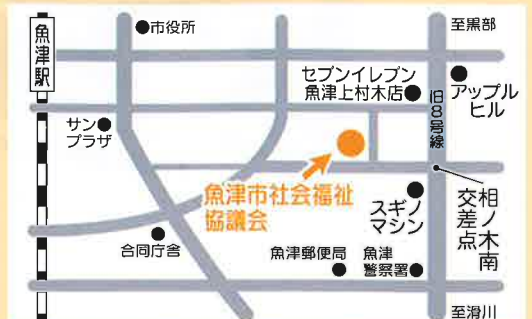 魚津駅
●市役所
至黒部
セブンイレブン
魚津上村木店●
旧8号線
アップル
ヒル
サン
プラザ
魚津市社会福祉
協議会
スギノ
マシン
相ノ木南
交差点
合同庁舎
魚津郵便局
魚津
警察署●
至滑川